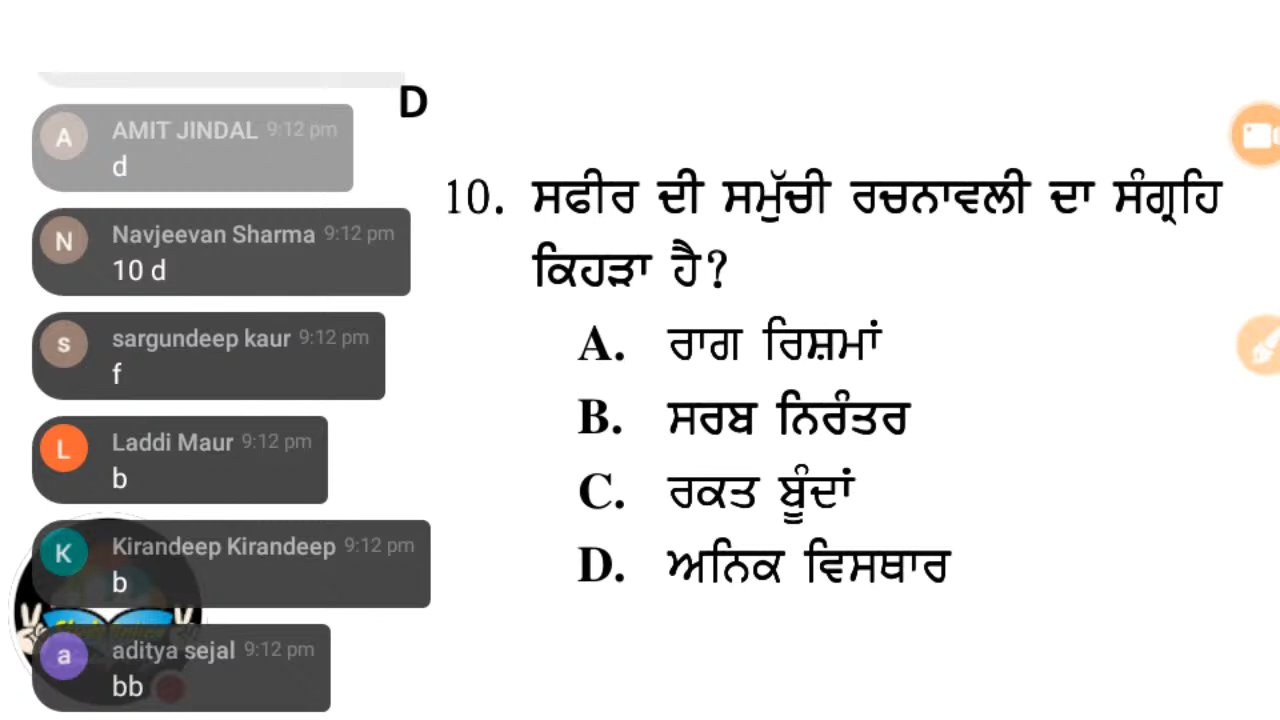 D
AMIT JINDAL 9:12 pm
d
Navjeevan Sharma 9:12 pm
10 d
sargundeep kaur 9:12 pm
f
Laddi Maur 9:12 pm
b
Kirandeep Kirandeep 9:12 pm
b
aditya sejal 9:12 pm
bb
10. ਸਫੀਰ ਦੀ ਸਮੁੱਚੀ ਰਚਨਾਵਲੀ ਦਾ ਸੰਗ੍ਰਹਿ
ਕਿਹੜਾ ਹੈ?
A. ਰਾਗ ਰਿਸ਼ਮਾਂ
B. ਸਰਬ ਨਿਰੰਤਰ
C. ਰਕਤ ਬੂੰਦਾਂ
D. ਅਨਿਕ ਵਿਸਥਾਰ